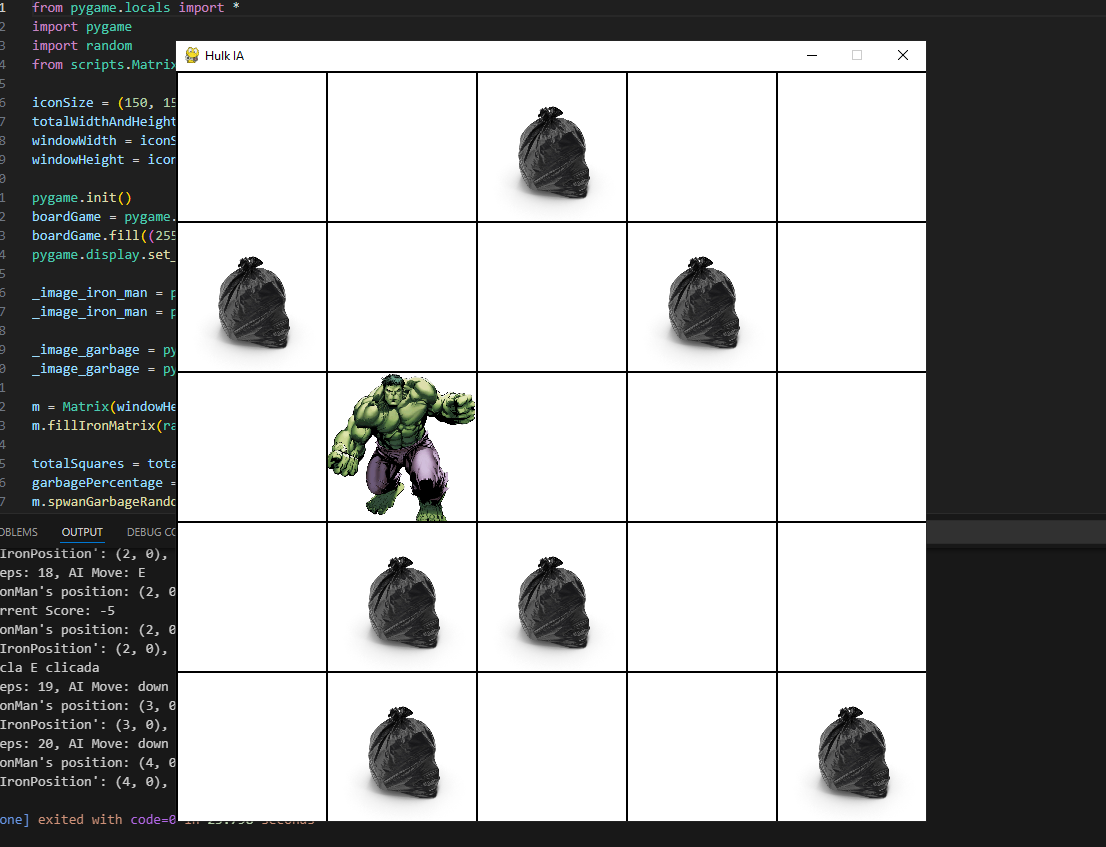 1 from pygame.locals import *
2 import pygame
3 import random
4 from scripts.Matrix
5
6 iconSize = (150, 15
7 totalWidthAndHeight
8 windowWidth = iconS
9 windowHeight = icon
0
1 pygame.init()
2 boardGame = pygame.
3 boardGame.fill((255
4 pygame.display.set_
5
6 _image_iron_man = p
7 _image_iron_man = p
8
9 _image_garbage = py
0 _image_garbage = py
1
2 m = Matrix(windowHe
3 m.fillIronMatrix(ra
4
5 totalSquares = tota
6 garbagePercentage =
7 m.spwanGarbageRando
Hulk IA
OBLEMS OUTPUT DEBUG CO
IronPosition': (2, 0),
eps: 18, AI Move: E
onMan's position: (2, 0
rrent Score: -5
onMan's position: (2, 0
IronPosition': (2, 0),
cla E clicada
eps: 19, AI Move: down
onMan's position: (3, 0
IronPosition': (3, 0),
eps: 20, AI Move: down
onMan's position: (4, 0
IronPosition': (4, 0),
one] exited with code=0 in seconds